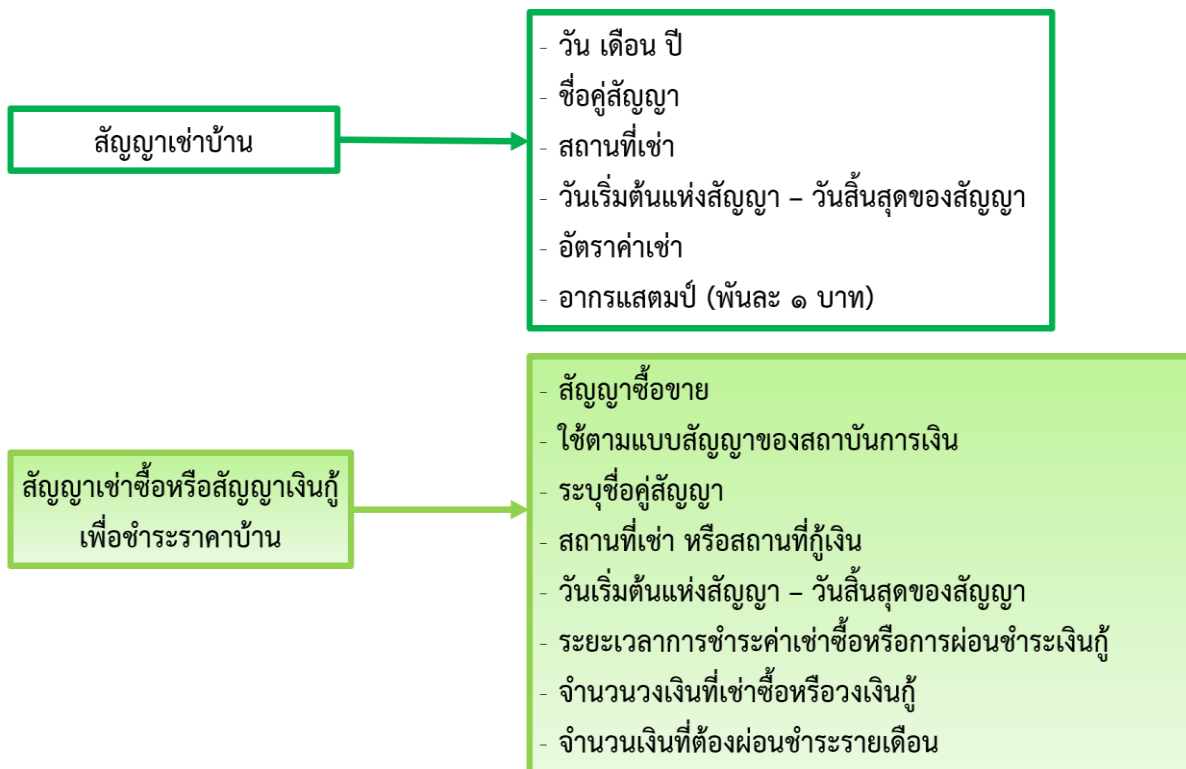 สัญญาเช่าบ้าน
- วัน เดือน ปี
- ชื่อคู่สัญญา
- สถานที่เช่า
- วันเริ่มต้นแห่งสัญญา – วันสิ้นสุดของสัญญา
- อัตราค่าเช่า
- อากรแสตมป์ (พันละ ๑ บาท)
สัญญาเช่าซื้อหรือสัญญาเงินกู้
เพื่อชำระราคาบ้าน
- สัญญาซื้อขาย
- ใช้ตามแบบสัญญาของสถาบันการเงิน
- ระบุชื่อคู่สัญญา
- สถานที่เช่า หรือสถานที่กู้เงิน
- วันเริ่มต้นแห่งสัญญา – วันสิ้นสุดของสัญญา
- ระยะเวลาการชำระค่าเช่าซื้อหรือการผ่อนชำระเงินกู้
- จำนวนวงเงินที่เช่าซื้อหรือวงเงินกู้
- จำนวนเงินที่ต้องผ่อนชำระรายเดือน